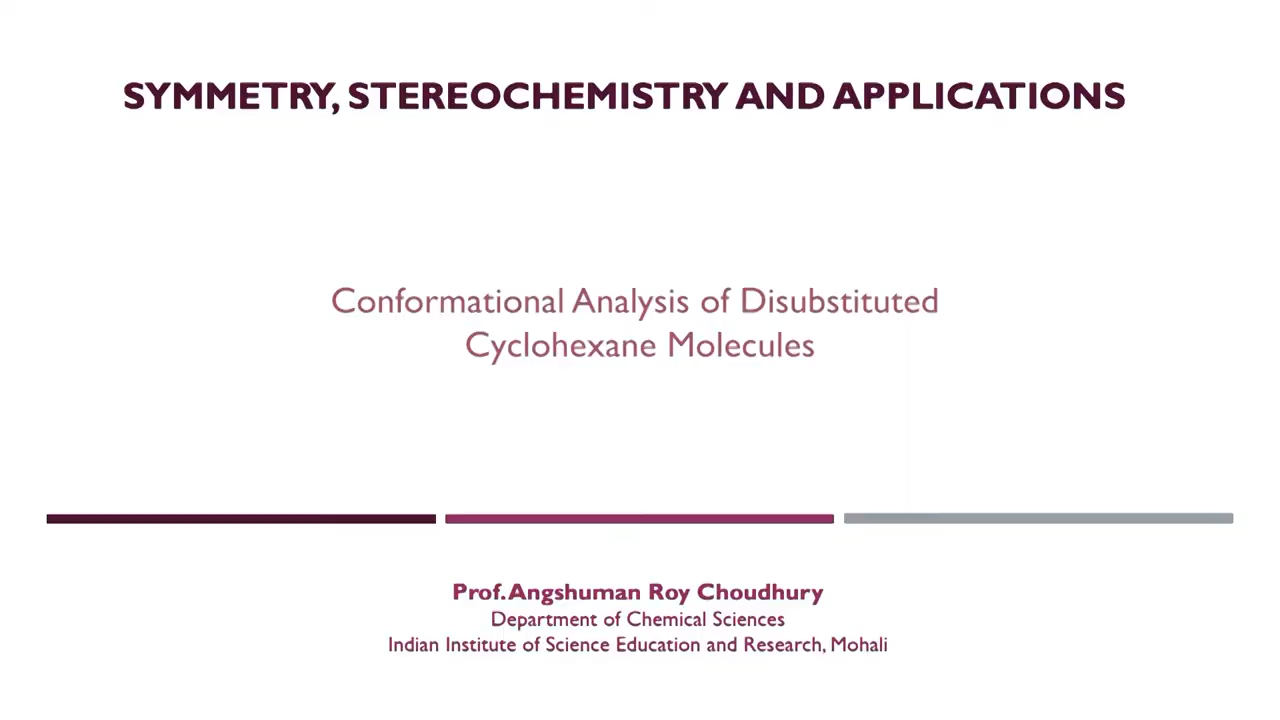 SYMMETRY, STEREOCHEMISTRY AND APPLICATIONS
Conformational Analysis of Disubstituted
Cyclohexane Molecules
Prof. Angshuman Roy Choudhury
Department of Chemical Sciences
Indian Institute of Science Education and Research, Mohali